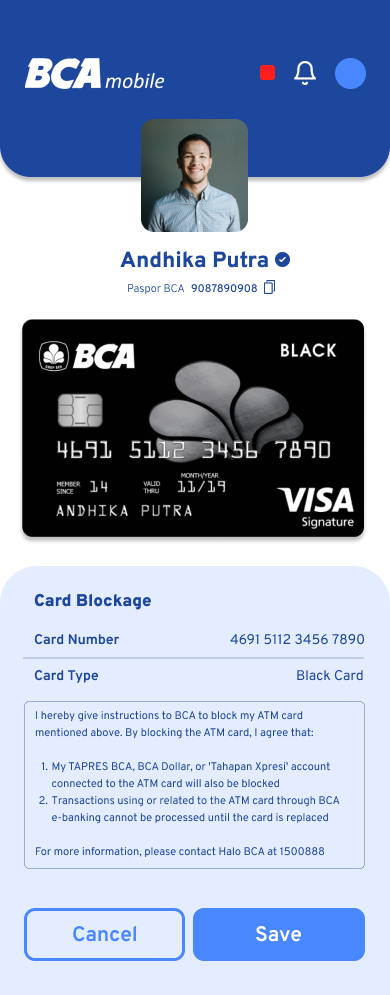 BCA mobile
Andhika Putra
Paspor BCA 9087890908
BCA
BLACK
4691 5112 3456 7890
MONTH/YEAR
MEMBER SINCE 14 VALID THRU 11/19
ANDHIKA PUTRA
VISA
Signature
Card Blockage
Card Number 4691 5112 3456 7890
Card Type Black Card
I hereby give instructions to BCA to block my ATM card
mentioned above. By blocking the ATM card, I agree that:
1. My TAPRES BCA, BCA Dollar, or 'Tahapan Xpresi' account
connected to the ATM card will also be blocked
2. Transactions using or related to the ATM card through BCA
e-banking cannot be processed until the card is replaced
For more information, please contact Halo BCA at 1500888
Cancel Save